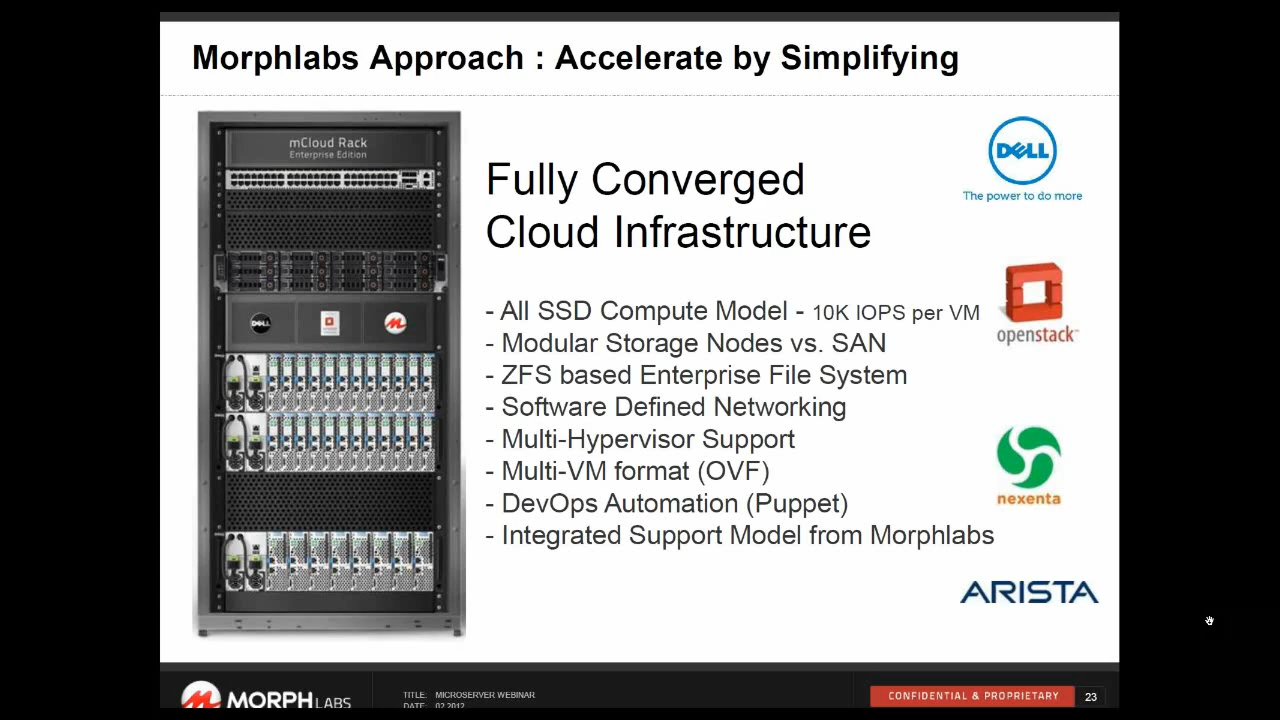 Morphlabs Approach : Accelerate by Simplifying
mCloud Rack
Enterprise Edition
DELL
Fully Converged
Cloud Infrastructure
- All SSD Compute Model - 10K IOPS per VM
- Modular Storage Nodes vs. SAN
- ZFS based Enterprise File System
- Software Defined Networking
- Multi-Hypervisor Support
- Multi-VM format (OVF)
- DevOps Automation (Puppet)
- Integrated Support Model from Morphlabs
DELL
The power to do more
openstack™
nexenta
ARISTA
MORPHLABS
TITLE: MICROSERVER WEBINAR
DATE: 02.2012
CONFIDENTIAL & PROPRIETARY
23